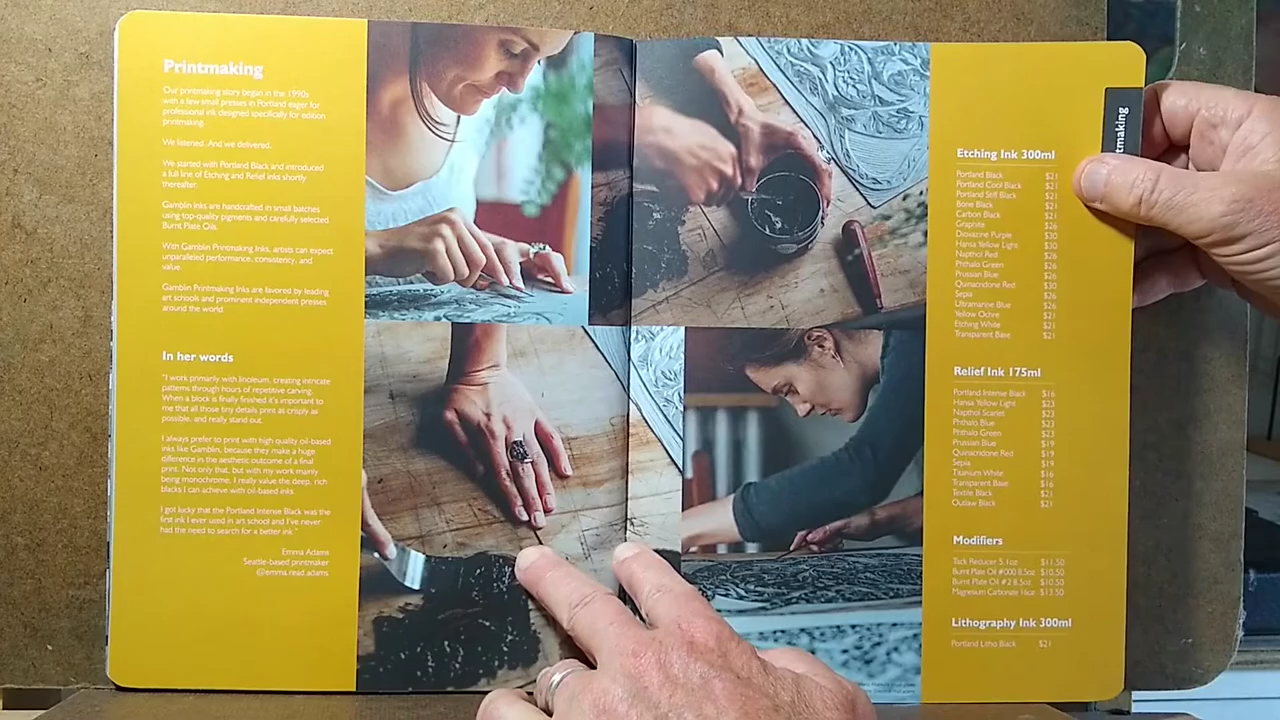 Printmaking
Our printmaking story began in the 1990s
with a few small presses in Portland eager for
professional ink designed specifically for edition
printmaking.
We listened. And we delivered.
We started with Portland Black and introduced
a full line of Etching and Relief inks shortly
thereafter.
Gamblin inks are handcrafted in small batches
using top-quality pigments and carefully selected
Burnt Plate Oils.
With Gamblin Printmaking Inks, artists can expect
unparalleled performance, consistency, and
value.
Gamblin Printmaking Inks are favored by leading
art schools and prominent independent presses
around the world.
In her words
"I work primarily with linoleum, creating intricate
patterns through hours of repetitive carving.
When a block is finally finished it's important to
me that all those tiny details print as crisply as
possible, and really stand out.
I always prefer to print with high quality oil-based
inks like Gamblin, because they make a huge
difference in the aesthetic outcome of a final
print. Not only that, but with my work mainly
being monochrome, I really value the deep, rich
blacks I can achieve with oil-based inks.
I got lucky that the Portland Intense Black was the
first ink I ever used in art school and I've never
had the need to search for a better ink."
Emma Adams
Seattle-based printmaker
@emma.read.adams
tmaking
Etching Ink 300ml
Portland Black $21
Portland Cool Black $21
Portland Stiff Black $21
Bone Black $21
Carbon Black $21
Graphite $26
Dioxazine Purple $30
Hansa Yellow Light $30
Napthol Red $26
Phthalo Green $26
Prussian Blue $26
Quinacridone Red $30
Sepia $26
Ultramarine Blue $26
Yellow Ochre $21
Etching White $21
Transparent Base $21
Relief Ink 175ml
Portland Intense Black $16
Hansa Yellow Light $23
Napthol Scarlet $23
Phthalo Blue $23
Phthalo Green $23
Prussian Blue $19
Quinacridone Red $19
Sepia $19
Titanium White $16
Transparent Base $16
Textile Black $21
Outlaw Black $21
Modifiers
Tack Reducer 5.1oz $11.50
Burnt Plate Oil #000 8.5oz $10.50
Burnt Plate Oil #2 8.5oz $10.50
Magnesium Carbonate 16oz $13.50
Lithography Ink 300ml
Portland Litho Black $21